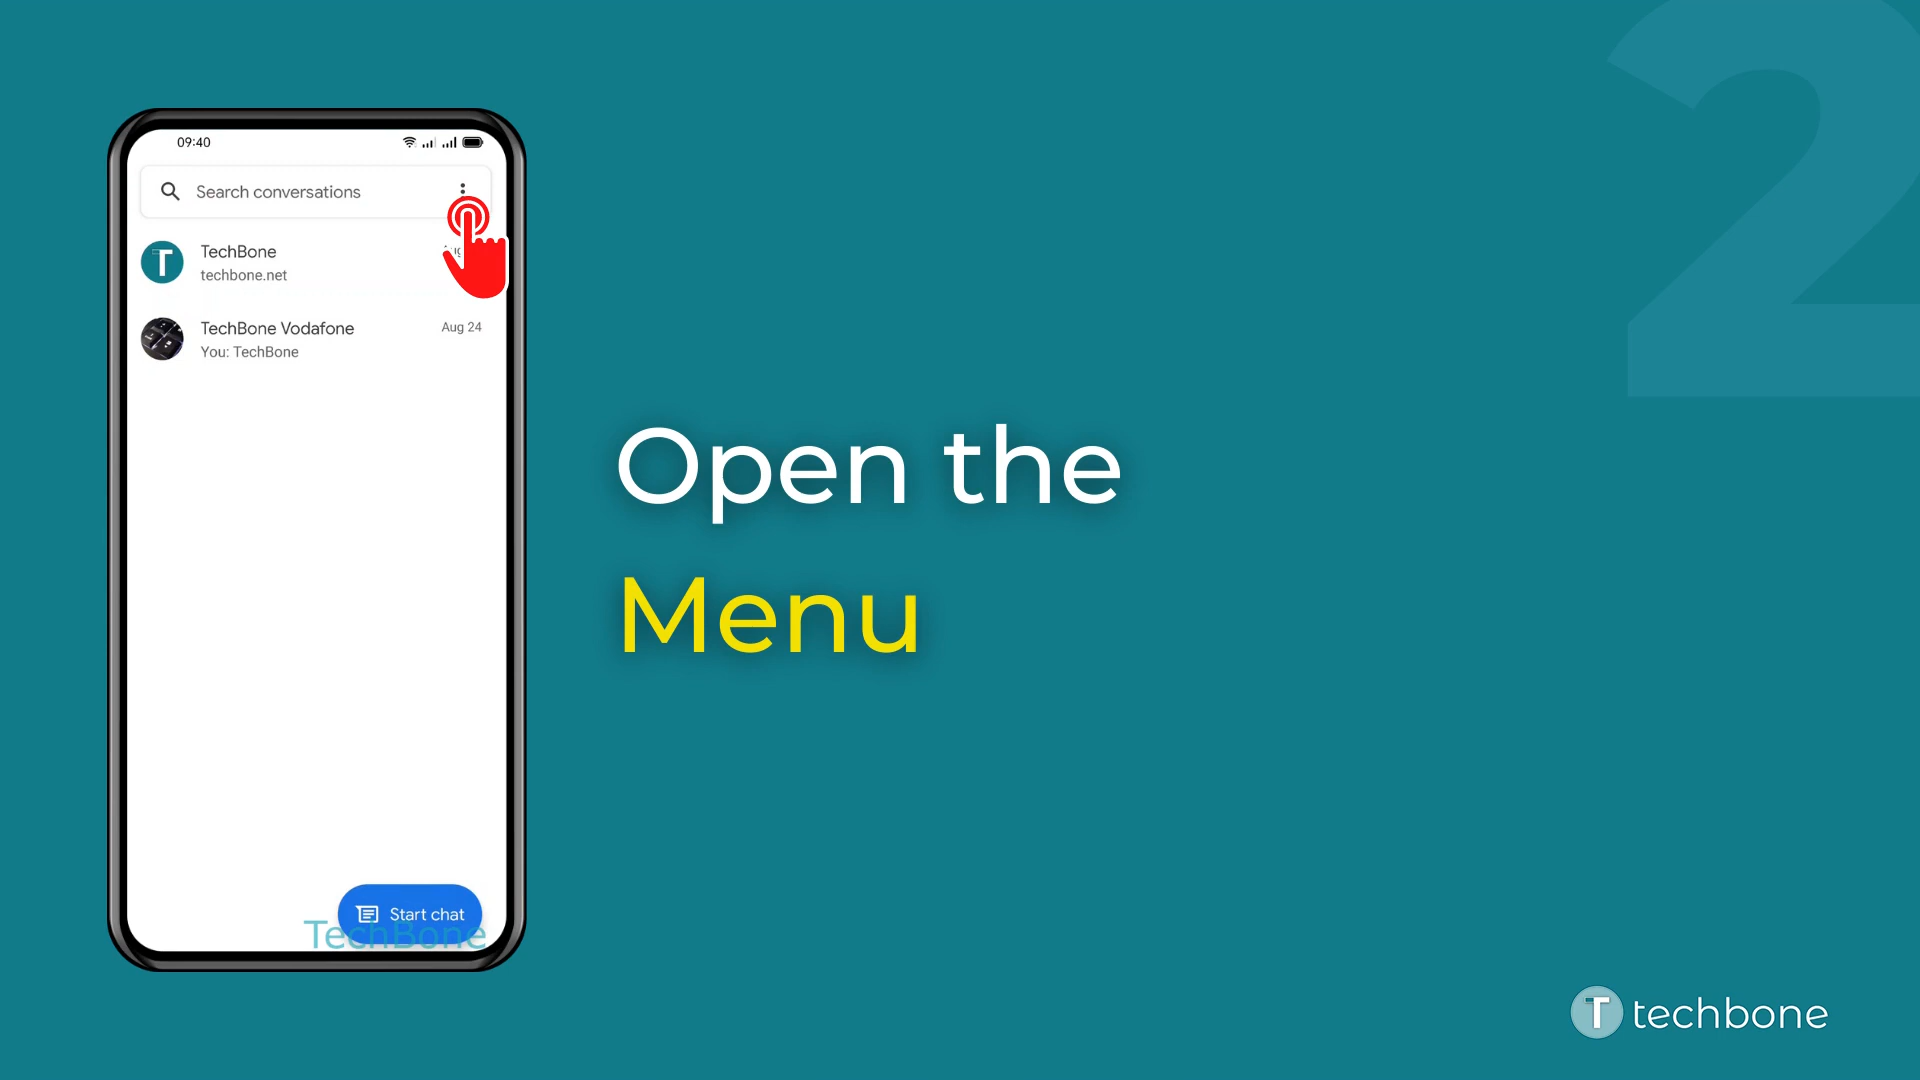 2
09:40
Search conversations
TechBone
techbone.net
TechBone Vodafone
Aug 24
You: TechBone
Open the
Menu
Start chat
TechBone
T techbone